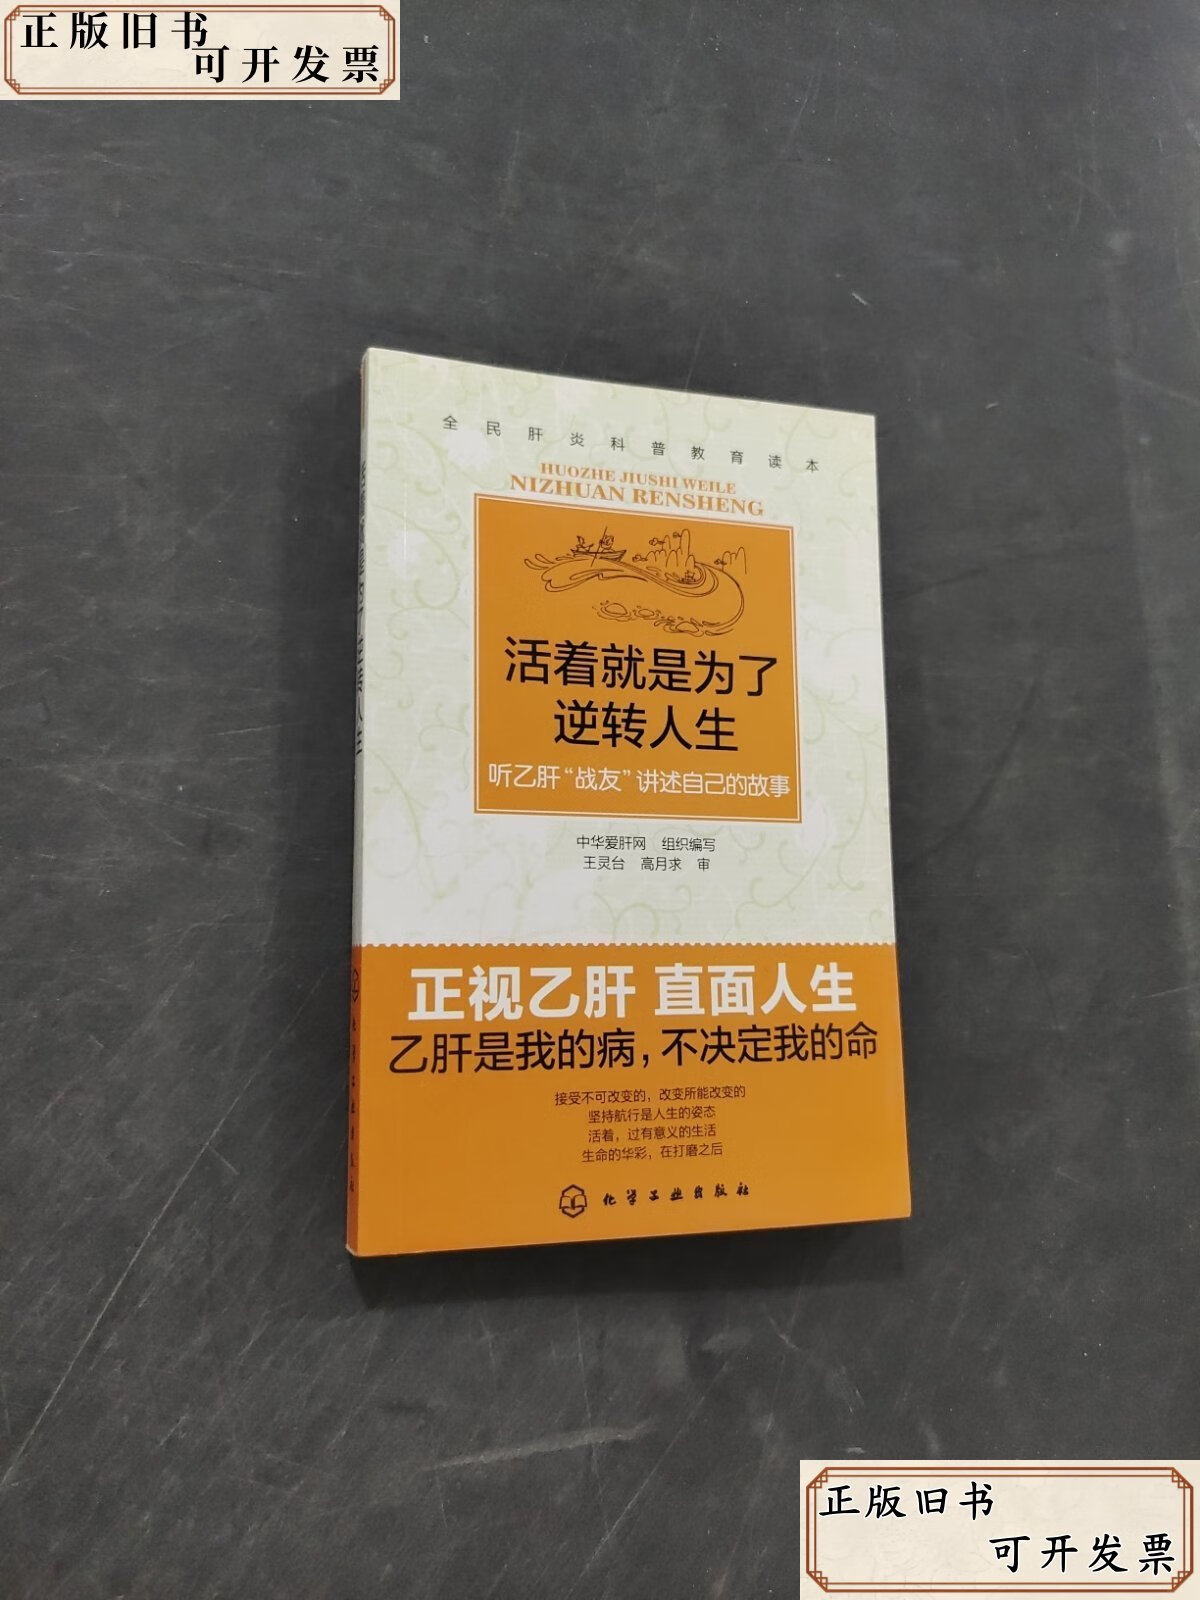 正版旧书
可开发票
全民肝炎科普教育读本
HUOZHE JIUSHI WEILE
NIZHUAN RENSHENG
活着就是为了
逆转人生
听乙肝“战友”讲述自己的故事
中华爱肝网 组织编写
王灵台 高月求 审
正视乙肝 直面人生
乙肝是我的病，不决定我的命
接受不可改变的，改变所能改变的
坚持航行是人生的姿态
活着，过有意义的生活
生命的华彩，在打磨之后
化学工业出版社
化学工业出版社
正版旧书
可开发票